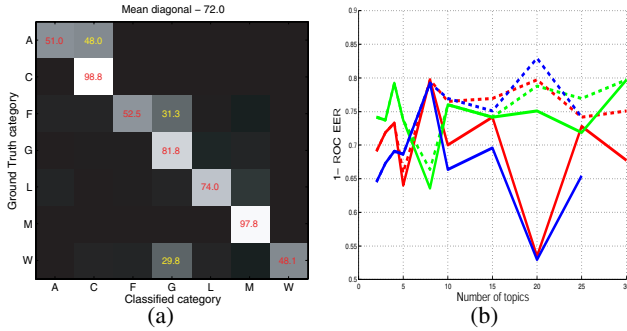 Mean diagonal – 72.0
Ground Truth category
A 51.0 48.0
C 98.8
F 52.5 31.3
G 81.8
L 74.0
M 97.8
W 29.8 48.1
A C F G L M W
Classified category
(a)
1– ROC EER
0.9
0.85
0.8
0.75
0.7
0.65
0.6
0.55
0.5
0 5 10 15 20 25 30
Number of topics
(b)